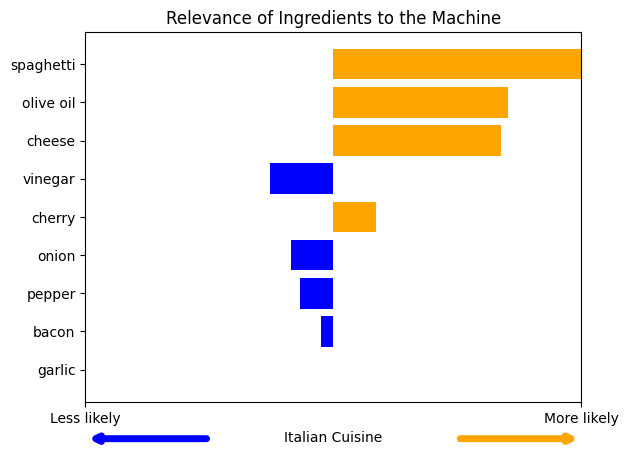 Relevance of Ingredients to the Machine
spaghetti
olive oil
cheese
vinegar
cherry
onion
pepper
bacon
garlic
Less likely
More likely
Italian Cuisine